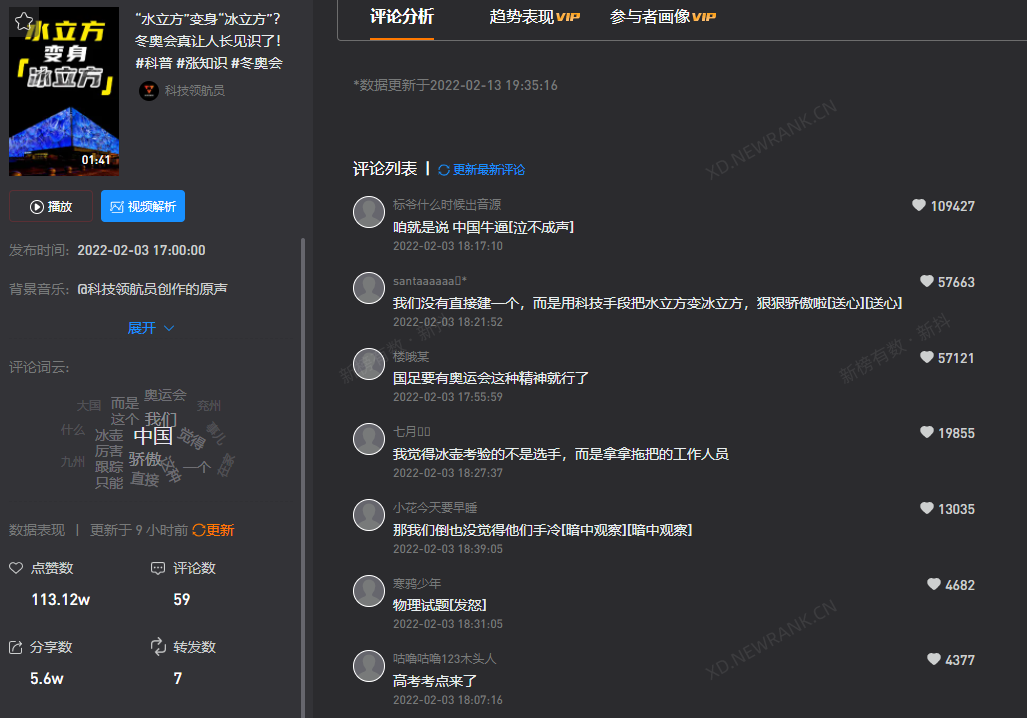 水立方
变身
「冰立方」
01:41
“水立方”变身“冰立方”?
冬奥会真让人长见识了!
#科普 #涨知识 #冬奥会
科技领航员
播放
视频解析
发布时间: 2022-02-03 17:00:00
背景音乐: @科技领航员创作的原声
展开
评论词云:
奥运会
大国
而是
兖州
这个
我们
什么
冰壶
中国
觉得
事儿
厉害
九州
骄傲
这种
一个
跟踪
只能
直接
数据表现 | 更新于 9 小时前 更新
点赞数
评论数
113.12w
59
分享数
转发数
5.6w
7
评论分析
趋势表现VIP
参与者画像VIP
*数据更新于2022-02-13 19:35:16
评论列表 | 更新最新评论
标爷什么时候出音源
109427
咱就是说 中国牛逼[泣不成声]
2022-02-03 18:17:10
santaaaaaa*
57663
我们没有直接建一个，而是用科技手段把水立方变冰立方，狠狠骄傲啦[送心][送心]
2022-02-03 18:21:52
楼哦某
57121
国足要有奥运会这种精神就行了
2022-02-03 17:55:59
七月
19855
我觉得冰壶考验的不是选手，而是拿拖把的工作人员
2022-02-03 18:27:37
小花今天要早睡
13035
那我们倒也没觉得他们手冷[暗中观察][暗中观察]
2022-02-03 18:39:05
寒鸦少年
4682
物理试题[发怒]
2022-02-03 18:31:05
咕噜咕噜123木头人
4377
高考考点来了
2022-02-03 18:07:16
XD.NEWRANK.CN
新榜有数 · 新抖
新榜有数 · 新抖
XD.NEWRANK.CN